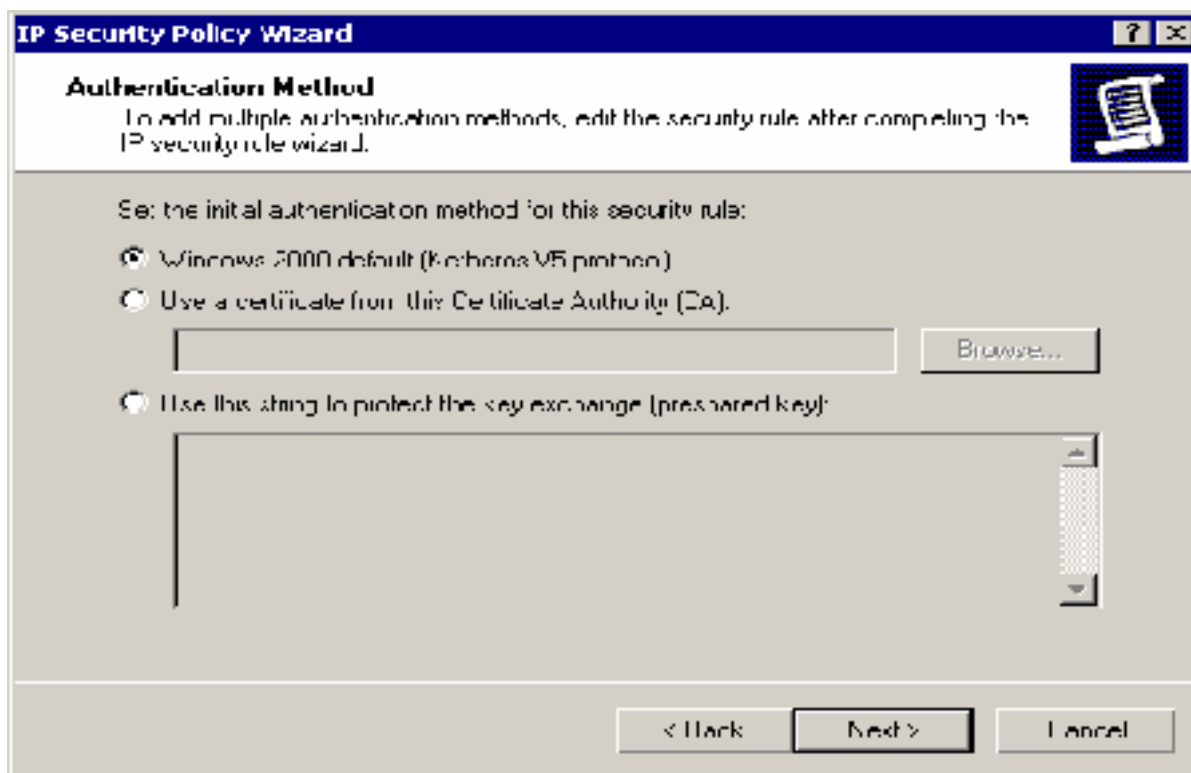 IP Security Policy Wizard
Authentication Method
To add multiple authentication methods, edit the security rule after completing the
IP security rule wizard.
Set the initial authentication method for this security rule:
Windows 2000 default (Kerberos V5 protocol)
Use a certificate from this Certificate Authority (CA):
Browse...
Use this string to protect the key exchange (preshared key):
< Back Next > Cancel